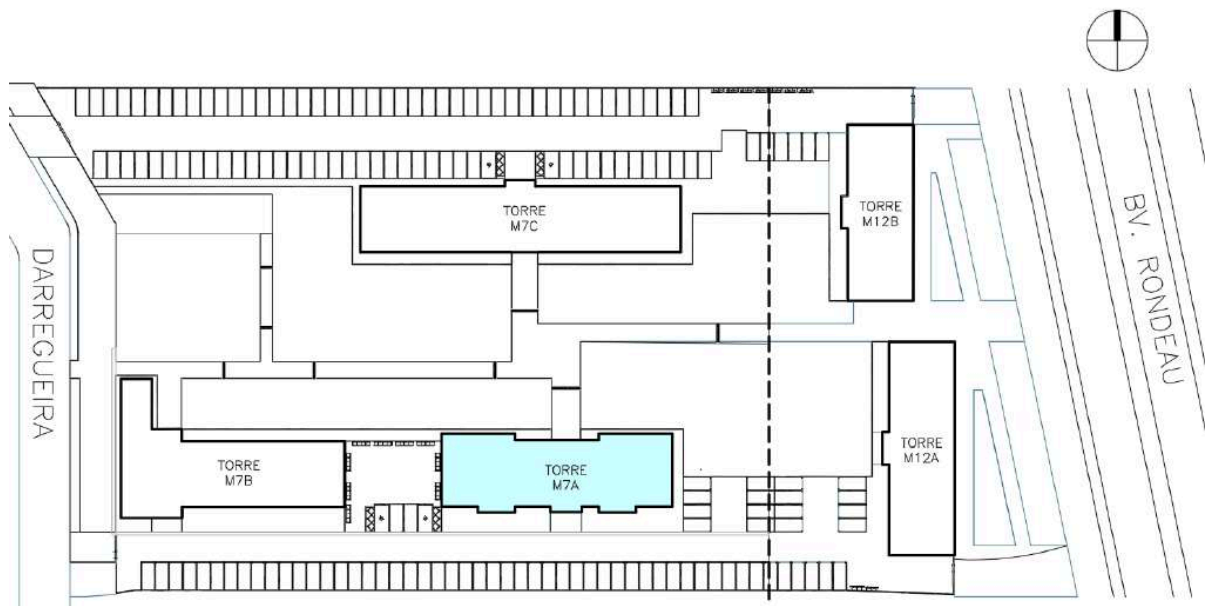 TORRE
M7C
TORRE
M12B
BV. RONDEAU
DARREGUEIRA
TORRE
M12A
TORRE
M7B
TORRE
M7A